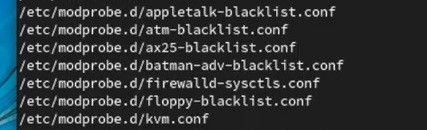 /etc/modprobe.d/appletalk-blacklist.conf
/etc/modprobe.d/atm-blacklist.conf
/etc/modprobe.d/ax25-blacklist.conf
/etc/modprobe.d/batman-adv-blacklist.conf
/etc/modprobe.d/firewalld-sysctls.conf
/etc/modprobe.d/floppy-blacklist.conf
/etc/modprobe.d/kvm.conf